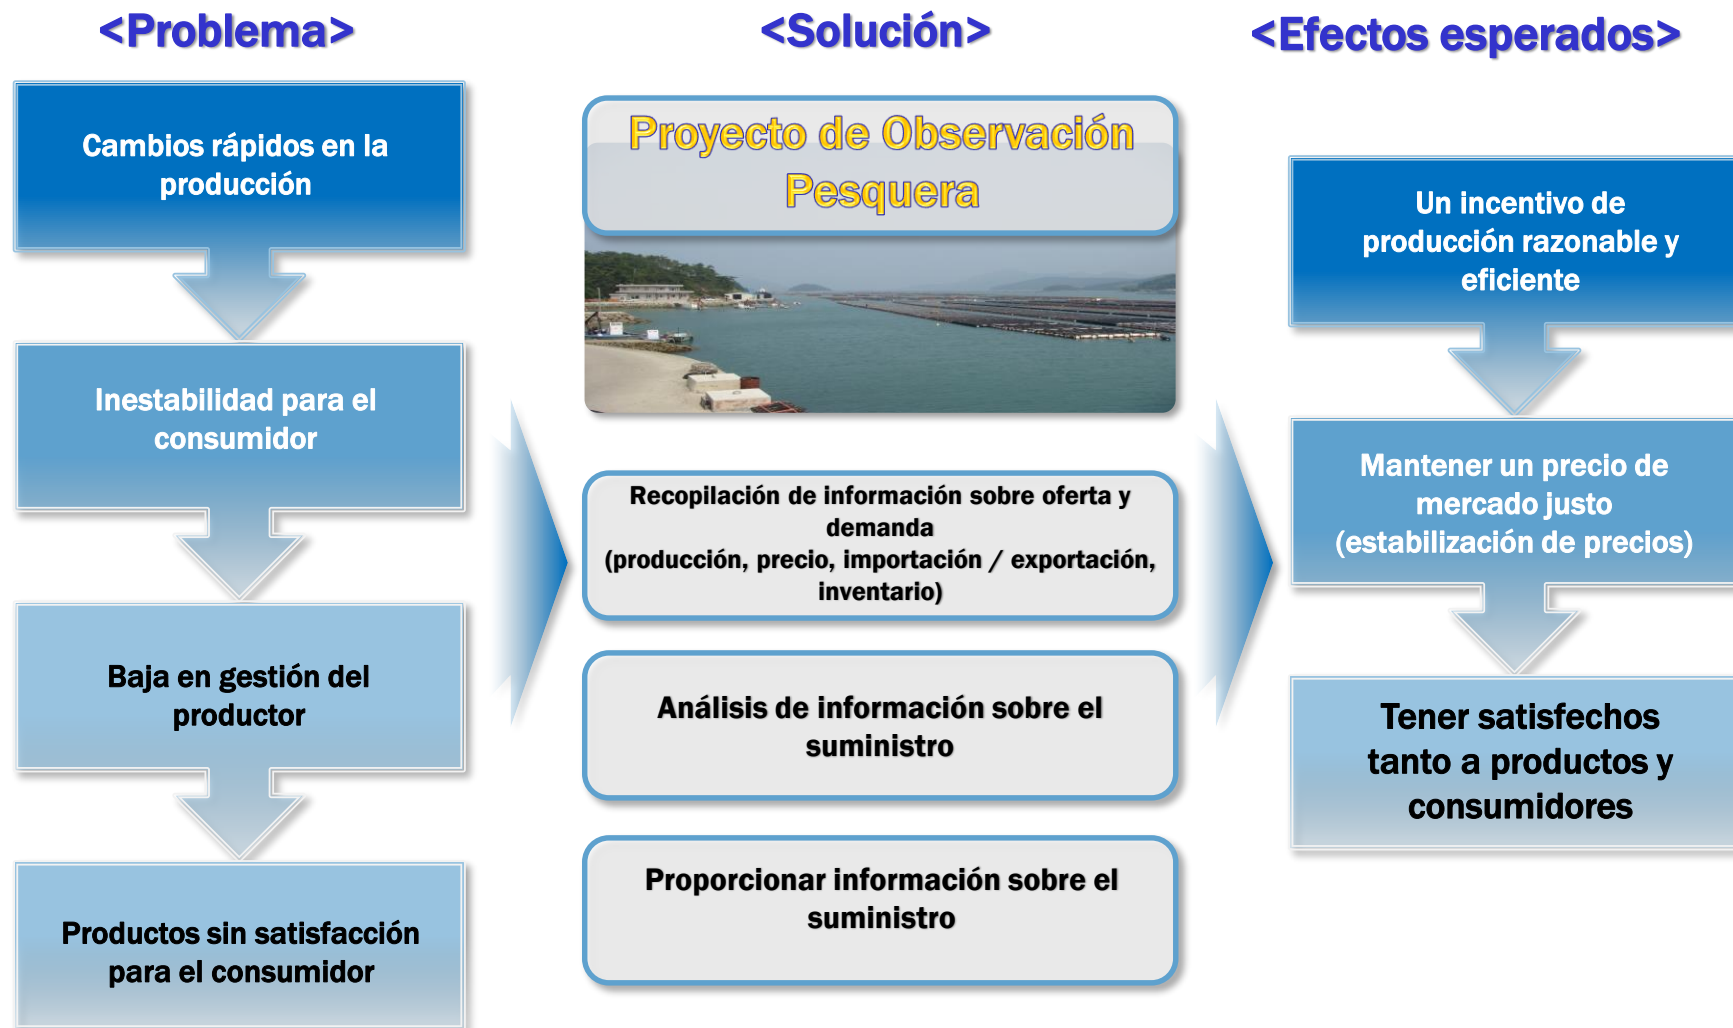 <Problema>
Cambios rápidos en la
producción
Inestabilidad para el
consumidor
Baja en gestión del
productor
Productos sin satisfacción
para el consumidor
<Solución>
Proyecto de Observación
Pesquera
Recopilación de información sobre oferta y
demanda
(producción, precio, importación / exportación,
inventario)
Análisis de información sobre el
suministro
Proporcionar información sobre el
suministro
<Efectos esperados>
Un incentivo de
producción razonable y
eficiente
Mantener un precio de
mercado justo
(estabilización de precios)
Tener satisfechos
tanto a productos y
consumidores